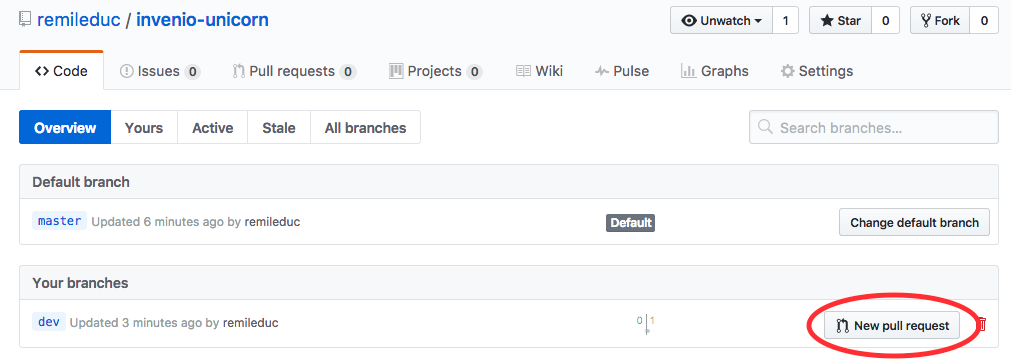 remileduc / invenio-unicorn Unwatch 1 Star 0 Fork 0
Code Issues 0 Pull requests 0 Projects 0 Wiki Pulse Graphs Settings
Overview Yours Active Stale All branches Search branches...
Default branch
master Updated 6 minutes ago by remileduc Default Change default branch
Your branches
dev Updated 3 minutes ago by remileduc 0 1 New pull request